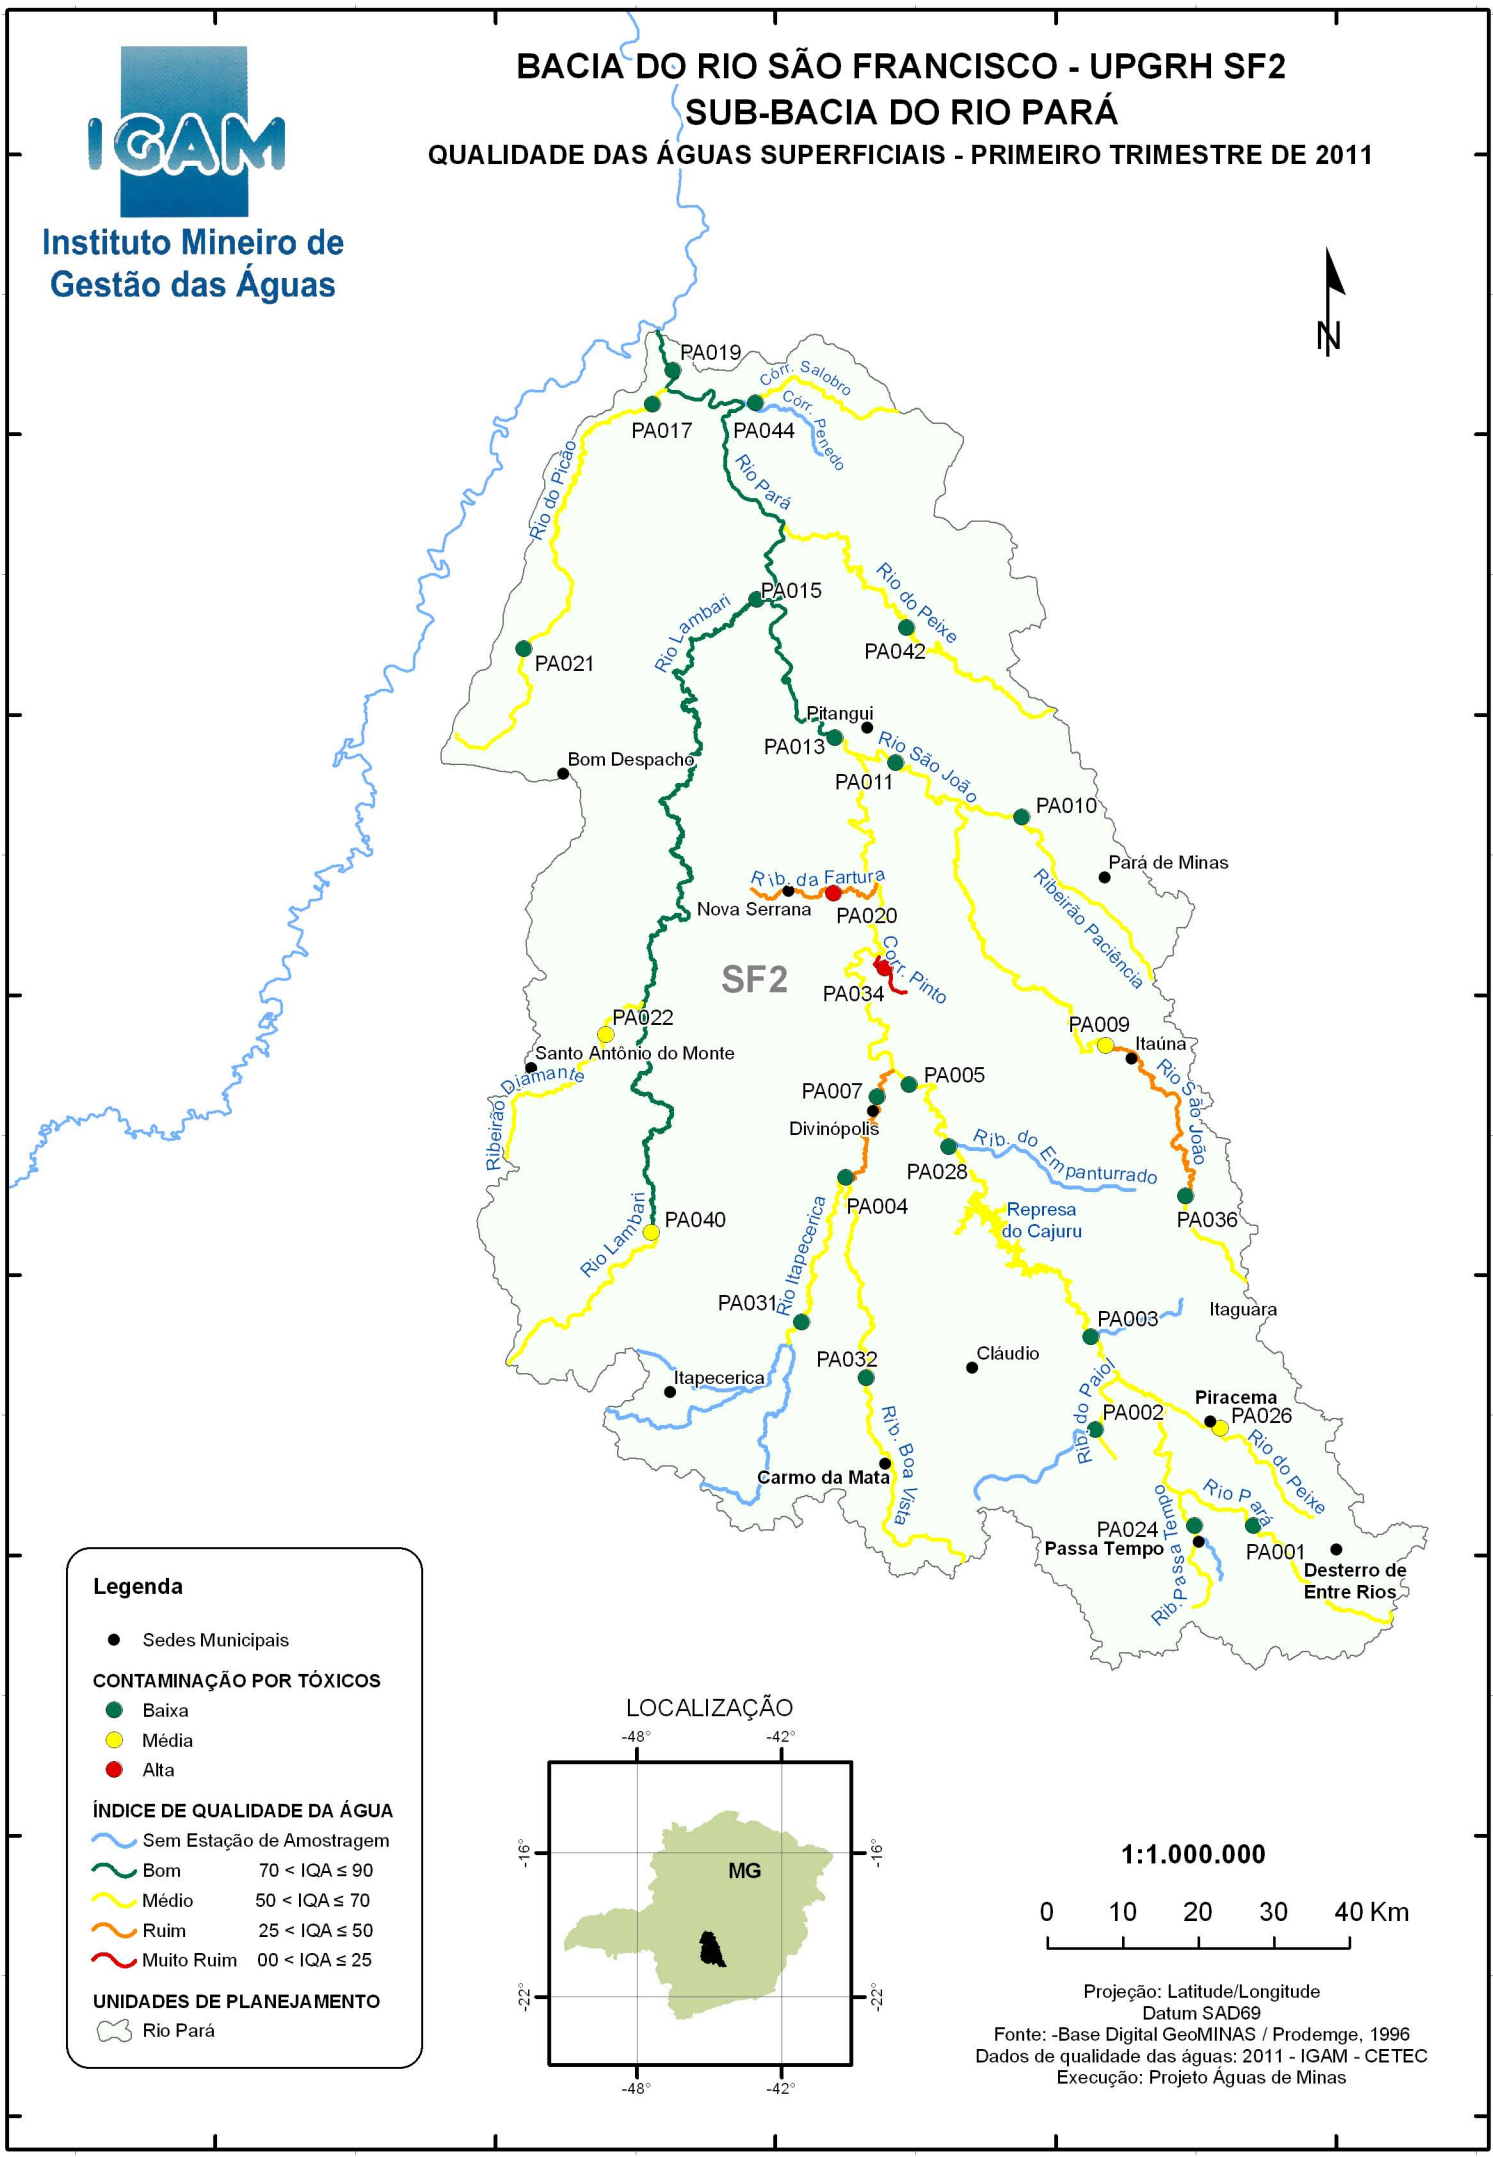 BACIA DO RIO SÃO FRANCISCO - UPGRH SF2
SUB-BACIA DO RIO PARÁ
QUALIDADE DAS ÁGUAS SUPERFICIAIS - PRIMEIRO TRIMESTRE DE 2011
IGAM
Instituto Mineiro de
Gestão das Águas
N
PA019
Córr. Salobro
Córr. Penedo
PA017
PA044
Rio do Picão
Rio Pará
PA015
Rio do Peixe
Rio Lambari
PA042
PA021
Pitangui
PA013
Rio São João
Bom Despacho
PA011
PA010
Pará de Minas
Rib. da Fartura
Nova Serrana
PA020
Ribeirão Paciência
Corr. Pinto
SF2
PA034
PA022
PA009
Itaúna
Santo Antônio do Monte
Ribeirão Diamante
Rio São João
PA005
PA007
Divinópolis
Rib. do Empanturrado
PA028
PA004
PA036
Represa
do Cajuru
PA040
Rio Lambari
Rio Itapecerica
PA031
Itaguara
PA003
Cláudio
PA032
Itapecerica
Rib. do Paiol
Piracema
PA002
PA026
Rio do Peixe
Rib. Boa Vista
Carmo da Mata
Rio Pará
PA024
Passa Tempo
Rib. Passa Tempo
PA001
Desterro de
Entre Rios
Legenda
Sedes Municipais
CONTAMINAÇÃO POR TÓXICOS
Baixa
Média
Alta
ÍNDICE DE QUALIDADE DA ÁGUA
Sem Estação de Amostragem
Bom 70 < IQA ≤ 90
Médio 50 < IQA ≤ 70
Ruim 25 < IQA ≤ 50
Muito Ruim 00 < IQA ≤ 25
UNIDADES DE PLANEJAMENTO
Rio Pará
LOCALIZAÇÃO
-48° -42°
-16° -16°
MG
-22° -22°
-48° -42°
1:1.000.000
0 10 20 30 40 Km
Projeção: Latitude/Longitude
Datum SAD69
Fonte: -Base Digital GeoMINAS / Prodemge, 1996
Dados de qualidade das águas: 2011 - IGAM - CETEC
Execução: Projeto Águas de Minas